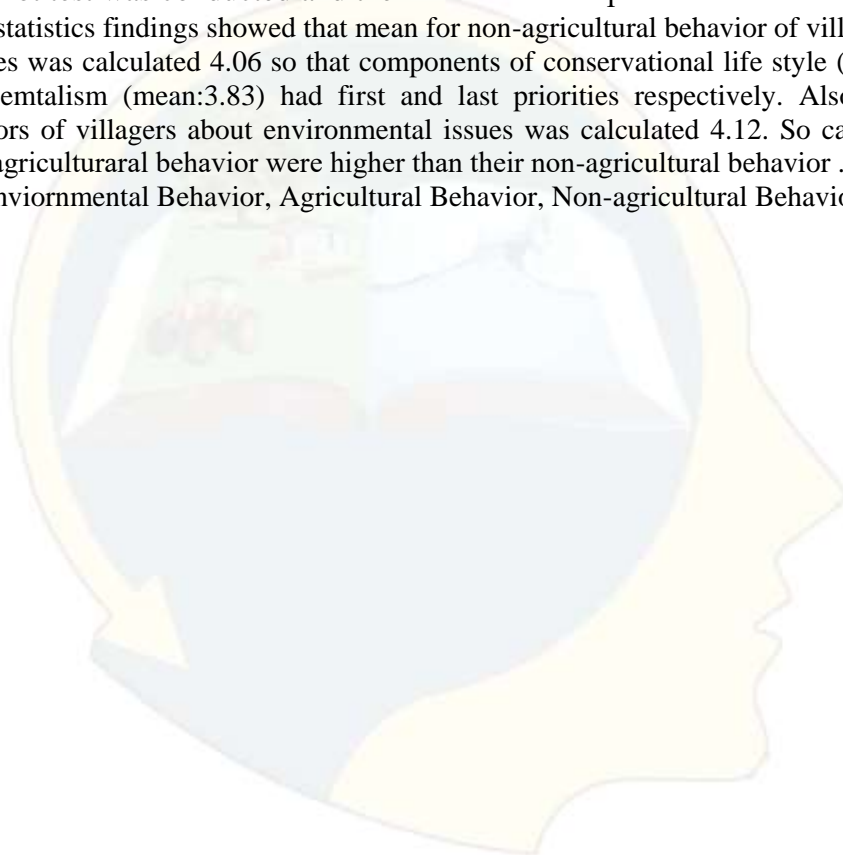 statistics findings showed that mean for non-agricultural behavior of vill
es was calculated 4.06 so that components of conservational life style (
emtalism (mean:3.83) had first and last priorities respectively. Also
ors of villagers about environmental issues was calculated 4.12. So ca
agriculturaral behavior were higher than their non-agricultural behavior .
nviornmental Behavior, Agricultural Behavior, Non-agricultural Behavio